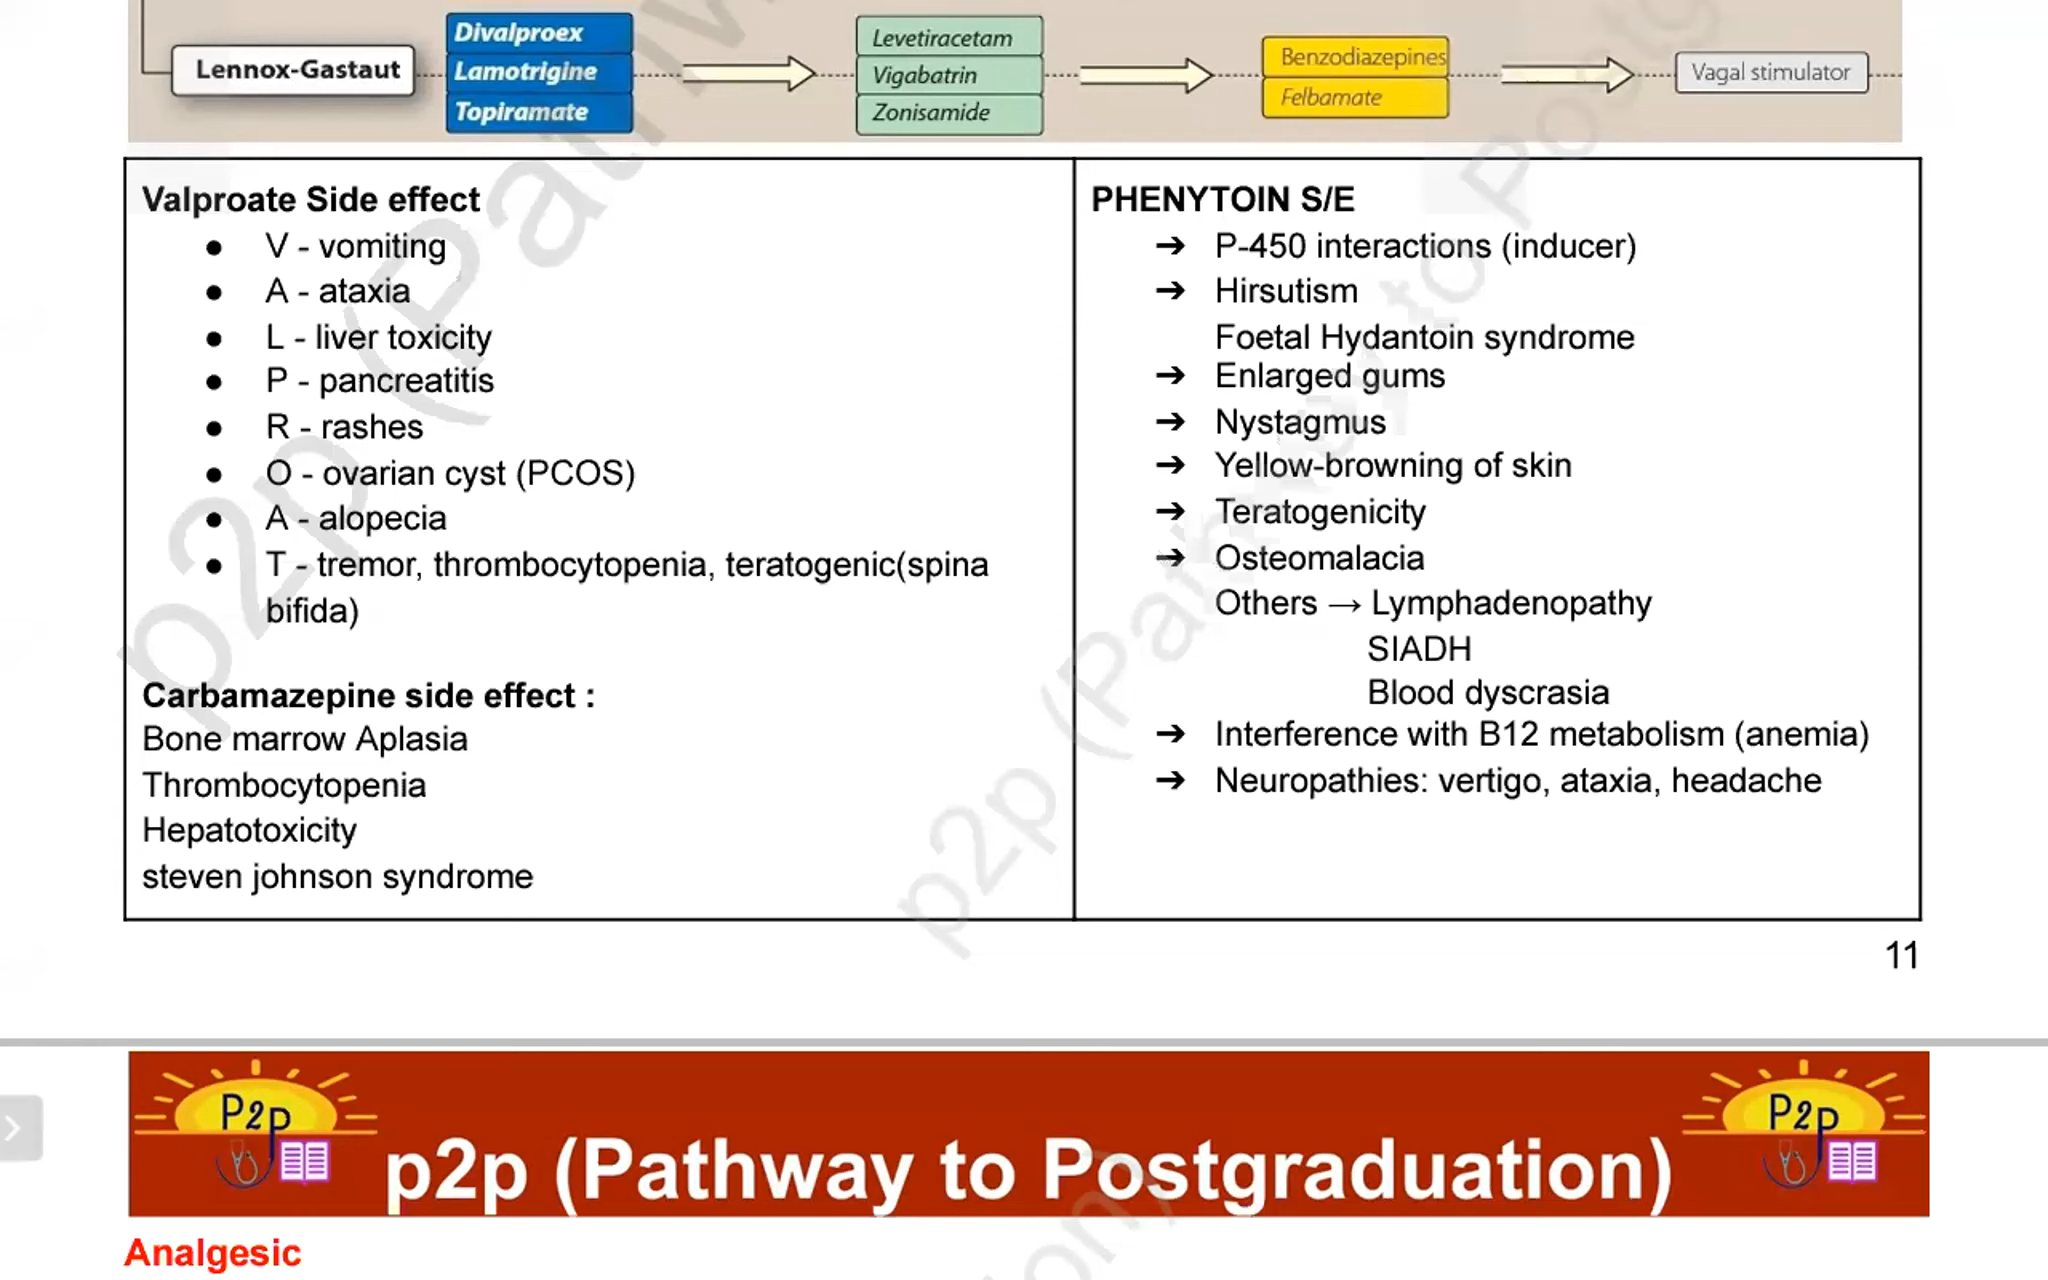 Lennox-Gastaut
Divalproex
Lamotrigine
Topiramate
Levetiracetam
Vigabatrin
Zonisamide
Benzodiazepines
Felbamate
Vagal stimulator
Valproate Side effect
● V - vomiting
● A - ataxia
● L - liver toxicity
● P - pancreatitis
● R - rashes
● O - ovarian cyst (PCOS)
● A - alopecia
● T - tremor, thrombocytopenia, teratogenic(spina
bifida)
Carbamazepine side effect :
Bone marrow Aplasia
Thrombocytopenia
Hepatotoxicity
steven johnson syndrome
PHENYTOIN S/E
➔ P-450 interactions (inducer)
➔ Hirsutism
Foetal Hydantoin syndrome
➔ Enlarged gums
➔ Nystagmus
➔ Yellow-browning of skin
➔ Teratogenicity
➔ Osteomalacia
Others → Lymphadenopathy
SIADH
Blood dyscrasia
➔ Interference with B12 metabolism (anemia)
➔ Neuropathies: vertigo, ataxia, headache
11
P2p
p2p (Pathway to Postgraduation)
P2p
Analgesic